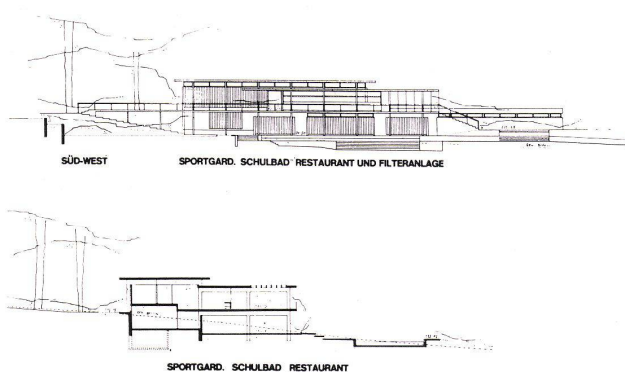 SÜD-WEST
SPORTGARD. SCHULBAD RESTAURANT UND FILTERANLAGE
SPORTGARD. SCHULBAD RESTAURANT